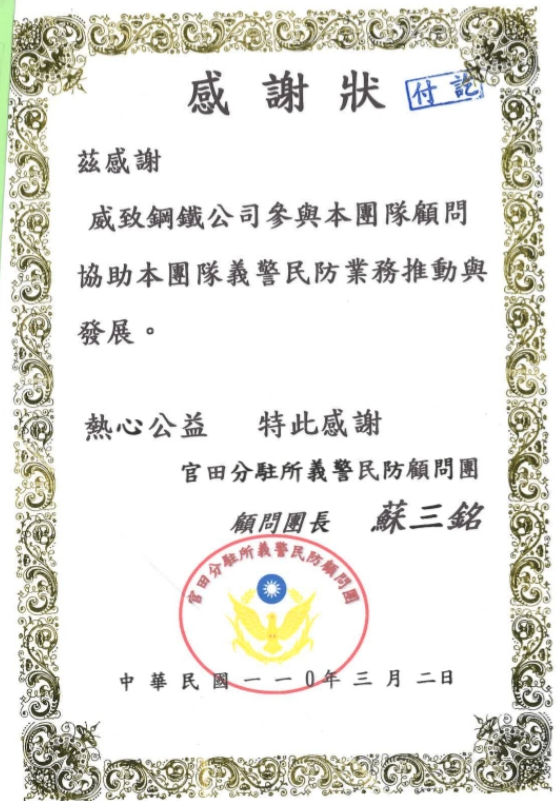 感謝狀
付訖
茲感謝
威致鋼鐵公司參與本團隊顧問
協助本團隊義警民防業務推動與
發展。
熱心公益 特此感謝
官田分駐所義警民防顧問團
顧問團長 蘇三銘
官田分駐所義警民防顧問團
中華民國一一0年三月二日